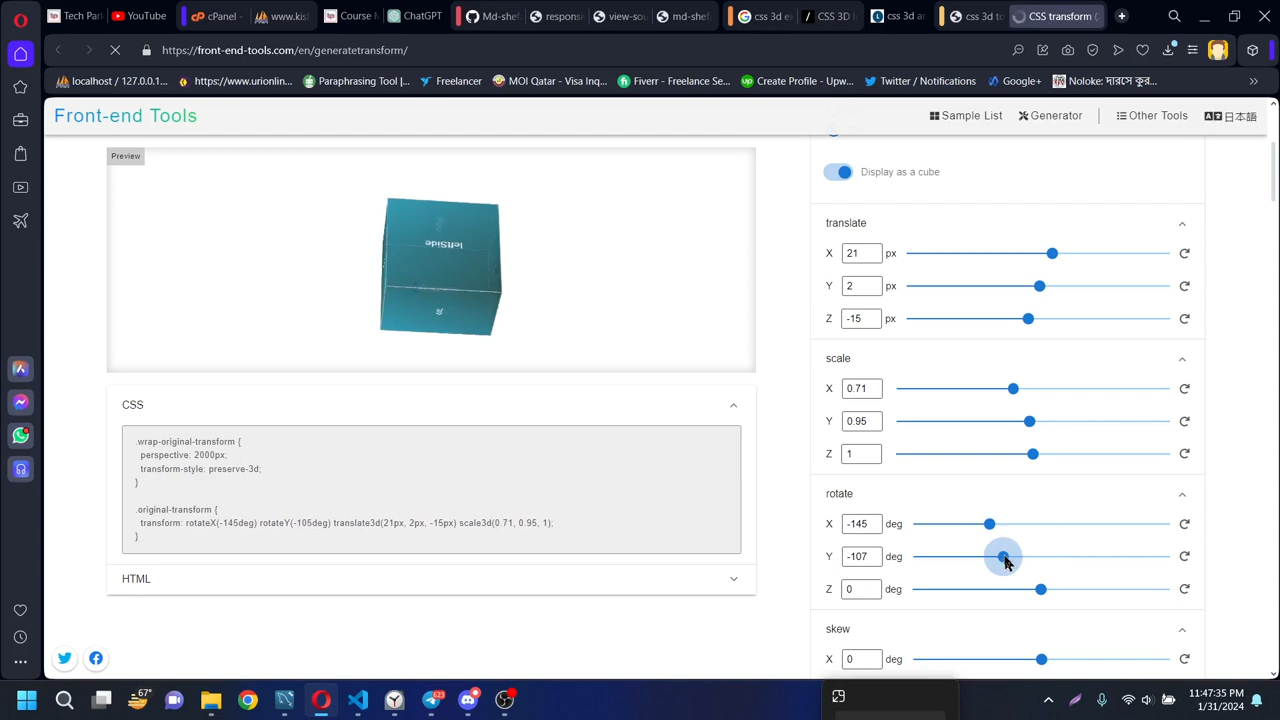 Tech Pari
YouTube
cPanel -
www.kis
Course M
ChatGPT
Md-shef
respons
view-sou
md-shef.
css 3d e
CSS 3D
css 3d a
css 3d to
CSS transform (
https://front-end-tools.com/en/generatetransform/
localhost / 127.0.0.1...
https://www.urionlin...
Paraphrasing Tool |...
Freelancer
MOI Qatar - Visa Inq...
Fiverr - Freelance Se...
Create Profile - Upw...
Twitter / Notifications
Google+
Noloke: দারসে কুর...
Front-end Tools
Sample List
Generator
Other Tools
日本語
Preview
leftSide
Display as a cube
translate
X 21 px
Y 2 px
Z -15 px
scale
X 0.71
Y 0.95
Z 1
rotate
X -145 deg
Y -107 deg
Z 0 deg
skew
X 0 deg
CSS
.wrap-original-transform {
perspective: 2000px;
transform-style: preserve-3d;
}
.original-transform {
transform: rotateX(-145deg) rotateY(-105deg) translate3d(21px, 2px, -15px) scale3d(0.71, 0.95, 1);
}
HTML
67°
623
11:47:35 PM
1/31/2024